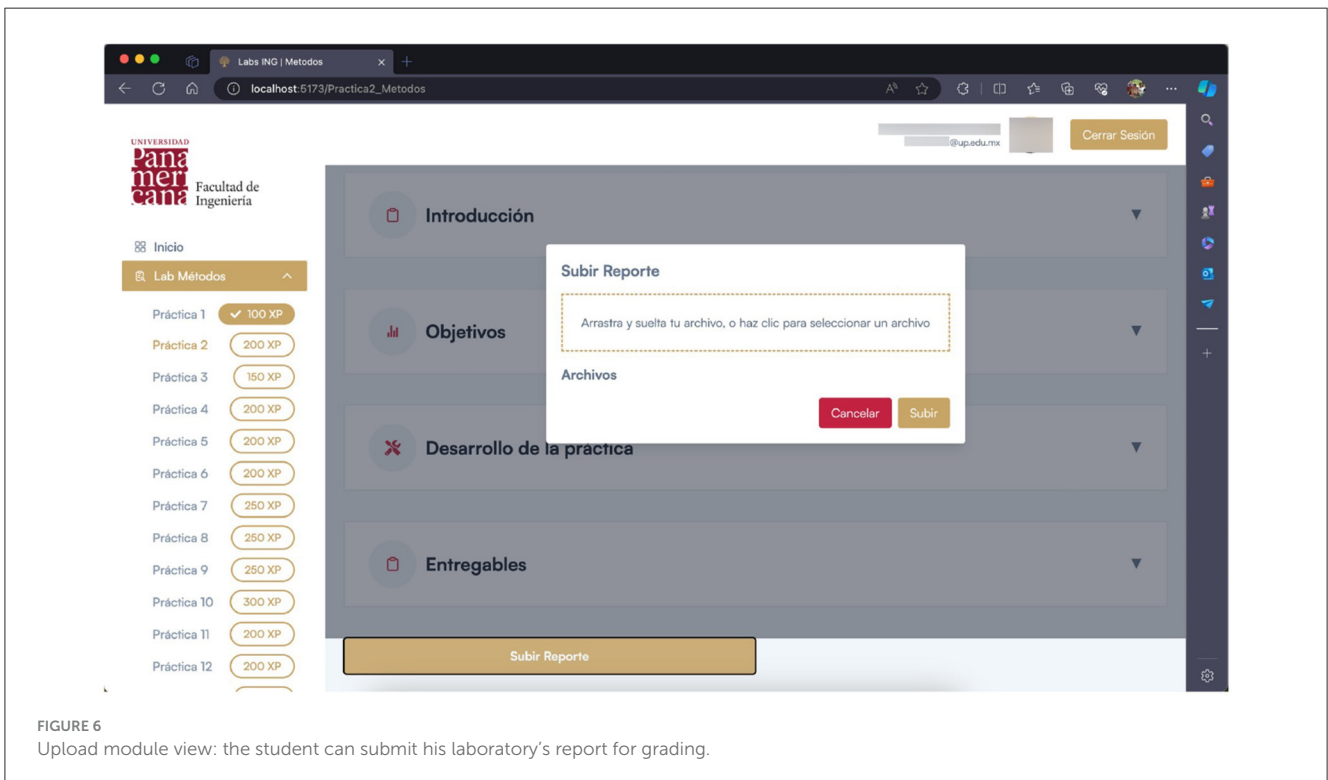 Labs ING | Metodos
localhost:5173/Practica2_Metodos
UNIVERSIDAD
Pana
meri
cana
Facultad de
Ingeniería
@up.edu.mx
Cerrar Sesión
Inicio
Lab Métodos
Práctica 1 100 XP
Práctica 2 200 XP
Práctica 3 150 XP
Práctica 4 200 XP
Práctica 5 200 XP
Práctica 6 200 XP
Práctica 7 250 XP
Práctica 8 250 XP
Práctica 9 250 XP
Práctica 10 300 XP
Práctica 11 200 XP
Práctica 12 200 XP
Introducción
Objetivos
Desarrollo de la práctica
Entregables
Subir Reporte
Arrastra y suelta tu archivo, o haz clic para seleccionar un archivo
Archivos
Cancelar Subir
Subir Reporte
FIGURE 6
Upload module view: the student can submit his laboratory's report for grading.